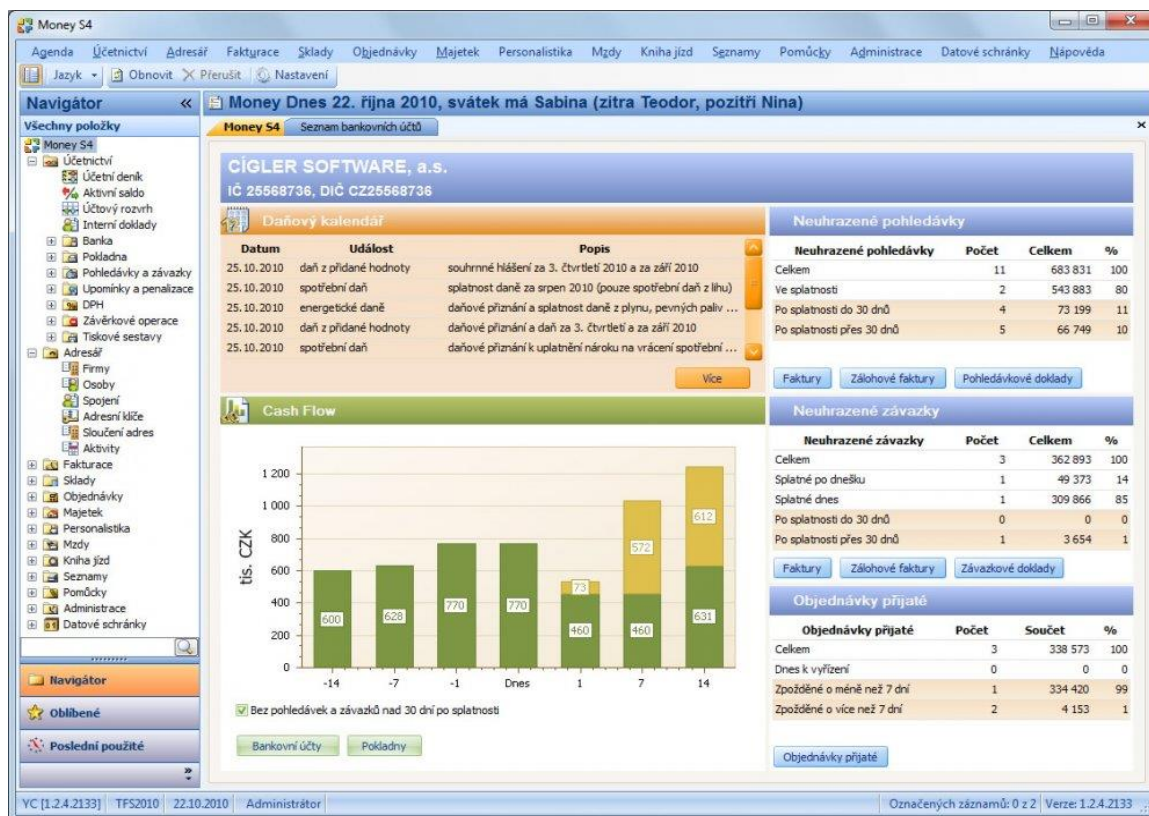 Money S4
Agenda Účetnictví Adresář Fakturace Sklady Objednávky Majetek Personalistika Mzdy Kniha jízd Seznamy Pomůcky Administrace Datové schránky Nápověda
Jazyk Obnovit Přerušit Nastavení
Navigátor «
Všechny položky
Money S4
Účetnictví
Účetní deník
Aktivní saldo
Účtový rozvrh
Interní doklady
Banka
Pokladna
Pohledávky a závazky
Upomínky a penalizace
DPH
Závěrkové operace
Tiskové sestavy
Adresář
Firmy
Osoby
Spojení
Adresní klíče
Sloučení adres
Aktivity
Fakturace
Sklady
Objednávky
Majetek
Personalistika
Mzdy
Kniha jízd
Seznamy
Pomůcky
Administrace
Datové schránky
Navigátor
Oblíbené
Poslední použité
»
Money Dnes 22. října 2010, svátek má Sabina (zitra Teodor, pozítří Nina)
Money S4 Seznam bankovních účtů
CÍGLER SOFTWARE, a.s.
IČ 25568736, DIČ CZ25568736
Daňový kalendář
Datum Událost Popis
25.10.2010 daň z přidané hodnoty souhrnné hlášení za 3. čtvrtletí 2010 a za září 2010
25.10.2010 spotřební daň splatnost daně za srpen 2010 (pouze spotřební daň z lihu)
25.10.2010 energetické daně daňové přiznání a splatnost daně z plynu, pevných paliv ...
25.10.2010 daň z přidané hodnoty daňové přiznání a daň za 3. čtvrtletí a za září 2010
25.10.2010 spotřební daň daňové přiznání k uplatnění nároku na vrácení spotřební ...
Více
Cash Flow
tis. CZK
1 200
1 000
800
600
400
200
0
600 628 770 770 460 73 460 572 631 612
-14 -7 -1 Dnes 1 7 14
Bez pohledávek a závazků nad 30 dní po splatnosti
Bankovní účty Pokladny
Neuhrazené pohledávky
Neuhrazené pohledávky Počet Celkem %
Celkem 11 683 831 100
Ve splatnosti 2 543 883 80
Po splatnosti do 30 dnů 4 73 199 11
Po splatnosti přes 30 dnů 5 66 749 10
Faktury Zálohové faktury Pohledávkové doklady
Neuhrazené závazky
Neuhrazené závazky Počet Celkem %
Celkem 3 362 893 100
Splatné po dnešku 1 49 373 14
Splatné dnes 1 309 866 85
Po splatnosti do 30 dnů 0 0 0
Po splatnosti přes 30 dnů 1 3 654 1
Faktury Zálohové faktury Závazkové doklady
Objednávky přijaté
Objednávky přijaté Počet Součet %
Celkem 3 338 573 100
Dnes k vyřízení 0 0 0
Zpožděné o méně než 7 dní 1 334 420 99
Zpožděné o více než 7 dní 2 4 153 1
Objednávky přijaté
YC [1.2.4.2133] TFS2010 22.10.2010 Administrátor Označených záznamů: 0 z 2 Verze: 1.2.4.2133